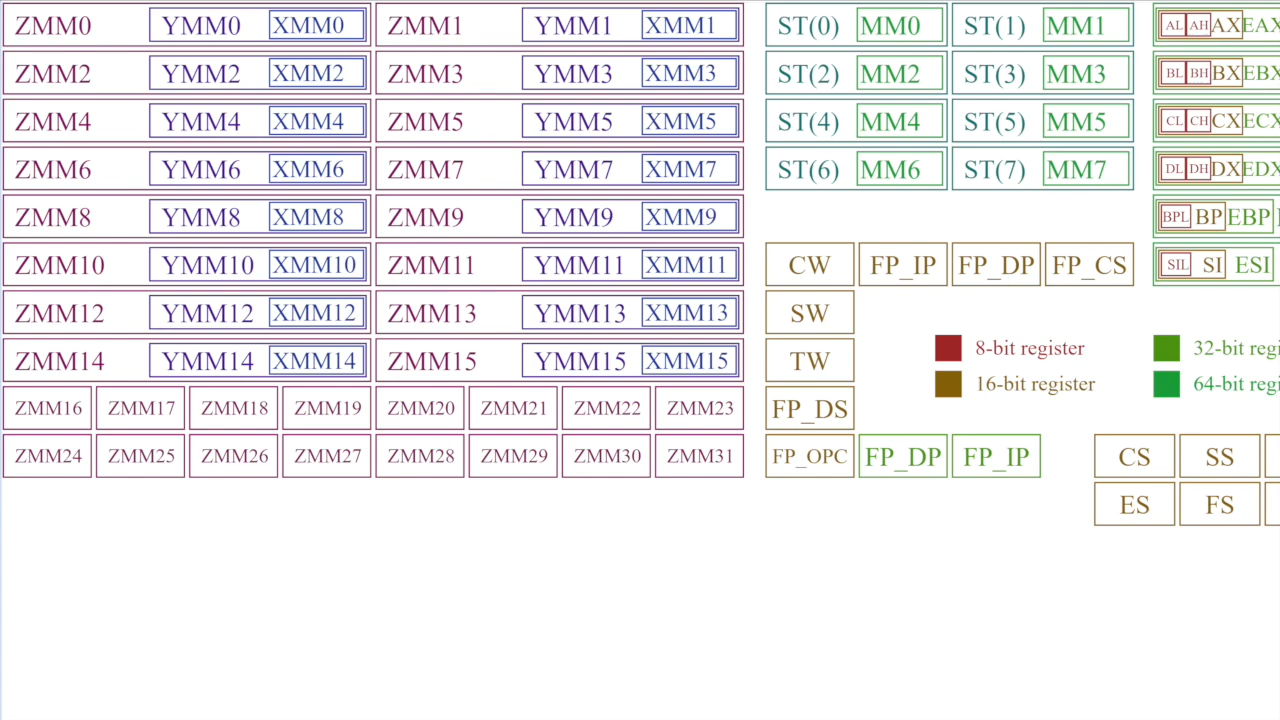 ZMM0 YMM0 XMM0 ZMM1 YMM1 XMM1 ST(0) MM0 ST(1) MM1 AL AH AX EAX
ZMM2 YMM2 XMM2 ZMM3 YMM3 XMM3 ST(2) MM2 ST(3) MM3 BL BH BX EBX
ZMM4 YMM4 XMM4 ZMM5 YMM5 XMM5 ST(4) MM4 ST(5) MM5 CL CH CX ECX
ZMM6 YMM6 XMM6 ZMM7 YMM7 XMM7 ST(6) MM6 ST(7) MM7 DL DH DX EDX
ZMM8 YMM8 XMM8 ZMM9 YMM9 XMM9 BPL BP EBP
ZMM10 YMM10 XMM10 ZMM11 YMM11 XMM11 CW FP_IP FP_DP FP_CS SIL SI ESI
ZMM12 YMM12 XMM12 ZMM13 YMM13 XMM13 SW
8-bit register 32-bit regi
ZMM14 YMM14 XMM14 ZMM15 YMM15 XMM15 TW
16-bit register 64-bit regi
ZMM16 ZMM17 ZMM18 ZMM19 ZMM20 ZMM21 ZMM22 ZMM23 FP_DS
ZMM24 ZMM25 ZMM26 ZMM27 ZMM28 ZMM29 ZMM30 ZMM31 FP_OPC FP_DP FP_IP CS SS
ES FS